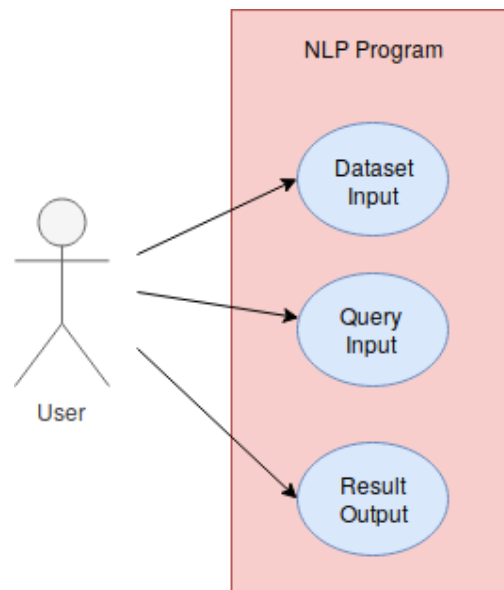 NLP Program
Dataset
Input
Query
Input
User
Result
Output